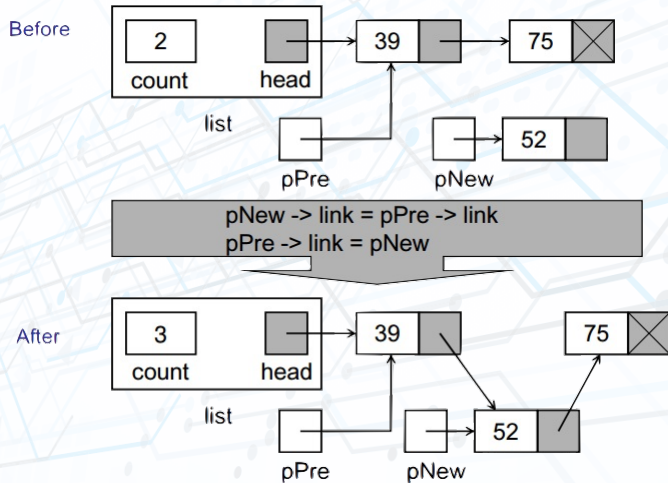 Before
2
39
75
count
head
list
52
pPre
pNew
pNew -> link = pPre -> link
pPre -> link = pNew
After
3
39
75
count
head
list
52
pPre
pNew